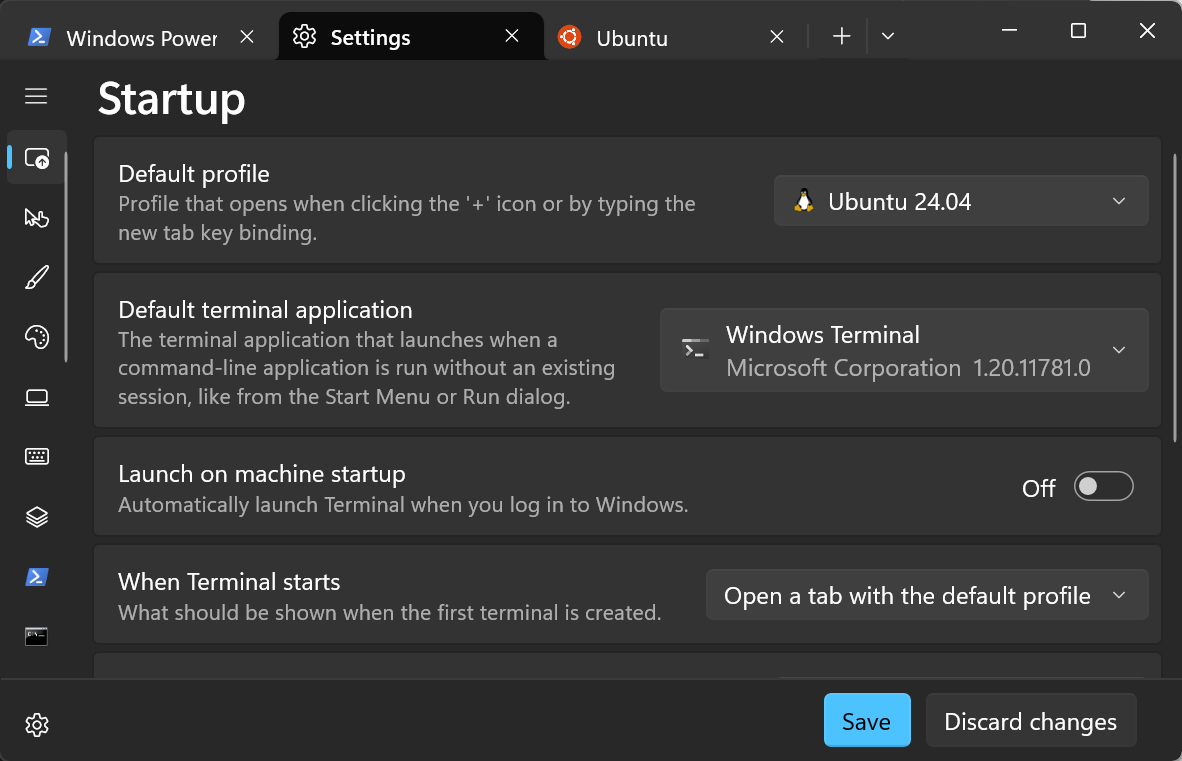 Windows Power
Settings
Ubuntu
Startup
Default profile
Profile that opens when clicking the '+' icon or by typing the
new tab key binding.
Ubuntu 24.04
Default terminal application
The terminal application that launches when a
command-line application is run without an existing
session, like from the Start Menu or Run dialog.
Windows Terminal
Microsoft Corporation 1.20.11781.0
Launch on machine startup
Automatically launch Terminal when you log in to Windows.
Off
When Terminal starts
What should be shown when the first terminal is created.
Open a tab with the default profile
Save
Discard changes